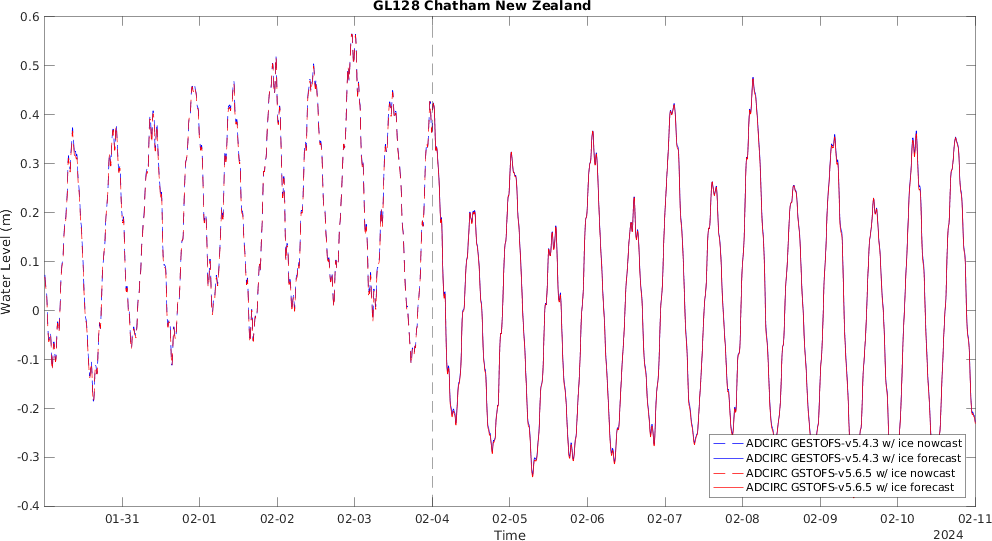 GL128 Chatham New Zealand
0.6
0.5
0.4
0.3
0.2
0.1
0
-0.1
-0.2
-0.3
-0.4
Water Level (m)
ADCIRC GESTOFS-v5.4.3 w/ ice nowcast
ADCIRC GESTOFS-v5.4.3 w/ ice forecast
ADCIRC GSTOFS-v5.6.5 w/ ice nowcast
ADCIRC GSTOFS-v5.6.5 w/ ice forecast
01-31 02-01 02-02 02-03 02-04 02-05 02-06 02-07 02-08 02-09 02-10 02-11
Time
2024